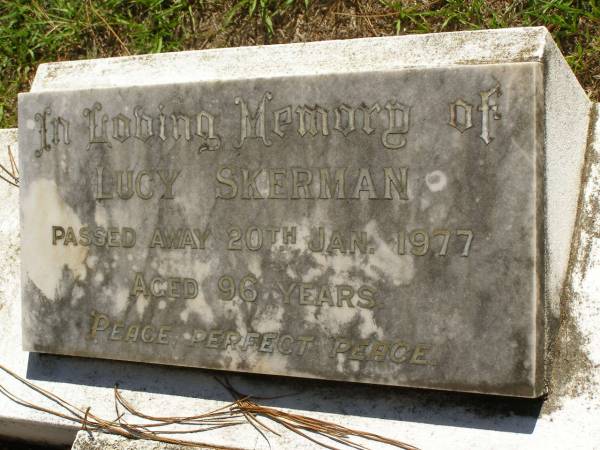 In Loving Memory of
LUCY SKERMAN
PASSED AWAY 20TH JAN. 1977
AGED 96 YEARS.
PEACE, PERFECT PEACE.